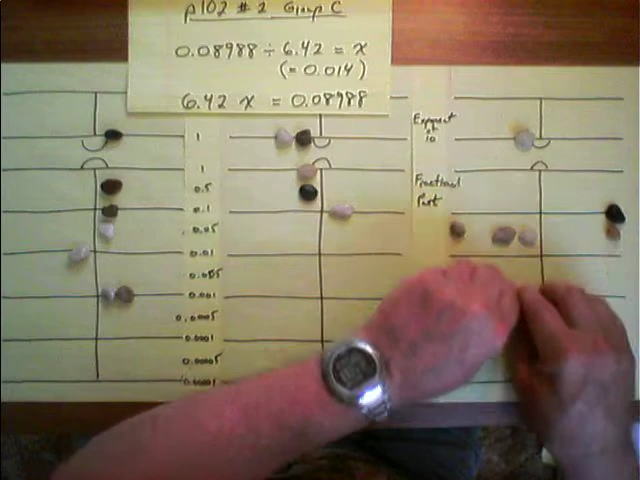 p102 # 2 Group C
0.08988 ÷ 6.42 = x
(= 0.014)
6.42 x = 0.08988
Exponent
of
10
1
1
Fractional
Part
0.5
0.1
0.05
0.01
0.005
0.001
0.0005
0.0001
0.00005